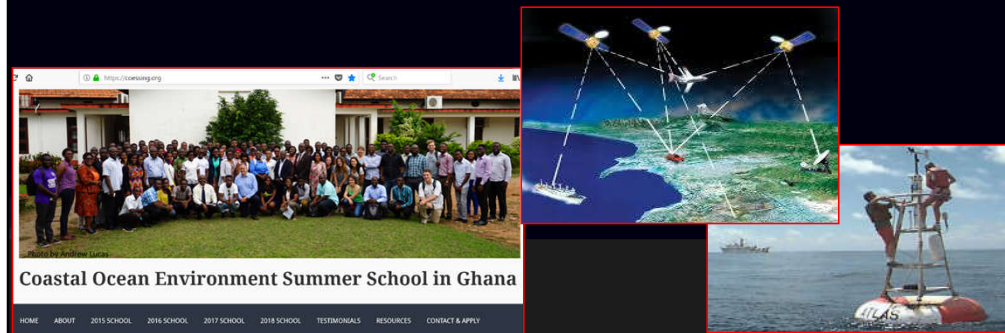 https://coessing.org
Search
Photo by Andrew Lucas
Coastal Ocean Environment Summer School in Ghana
HOME ABOUT 2015 SCHOOL 2016 SCHOOL 2017 SCHOOL 2018 SCHOOL TESTIMONIALS RESOURCES CONTACT & APPLY
ATLAS